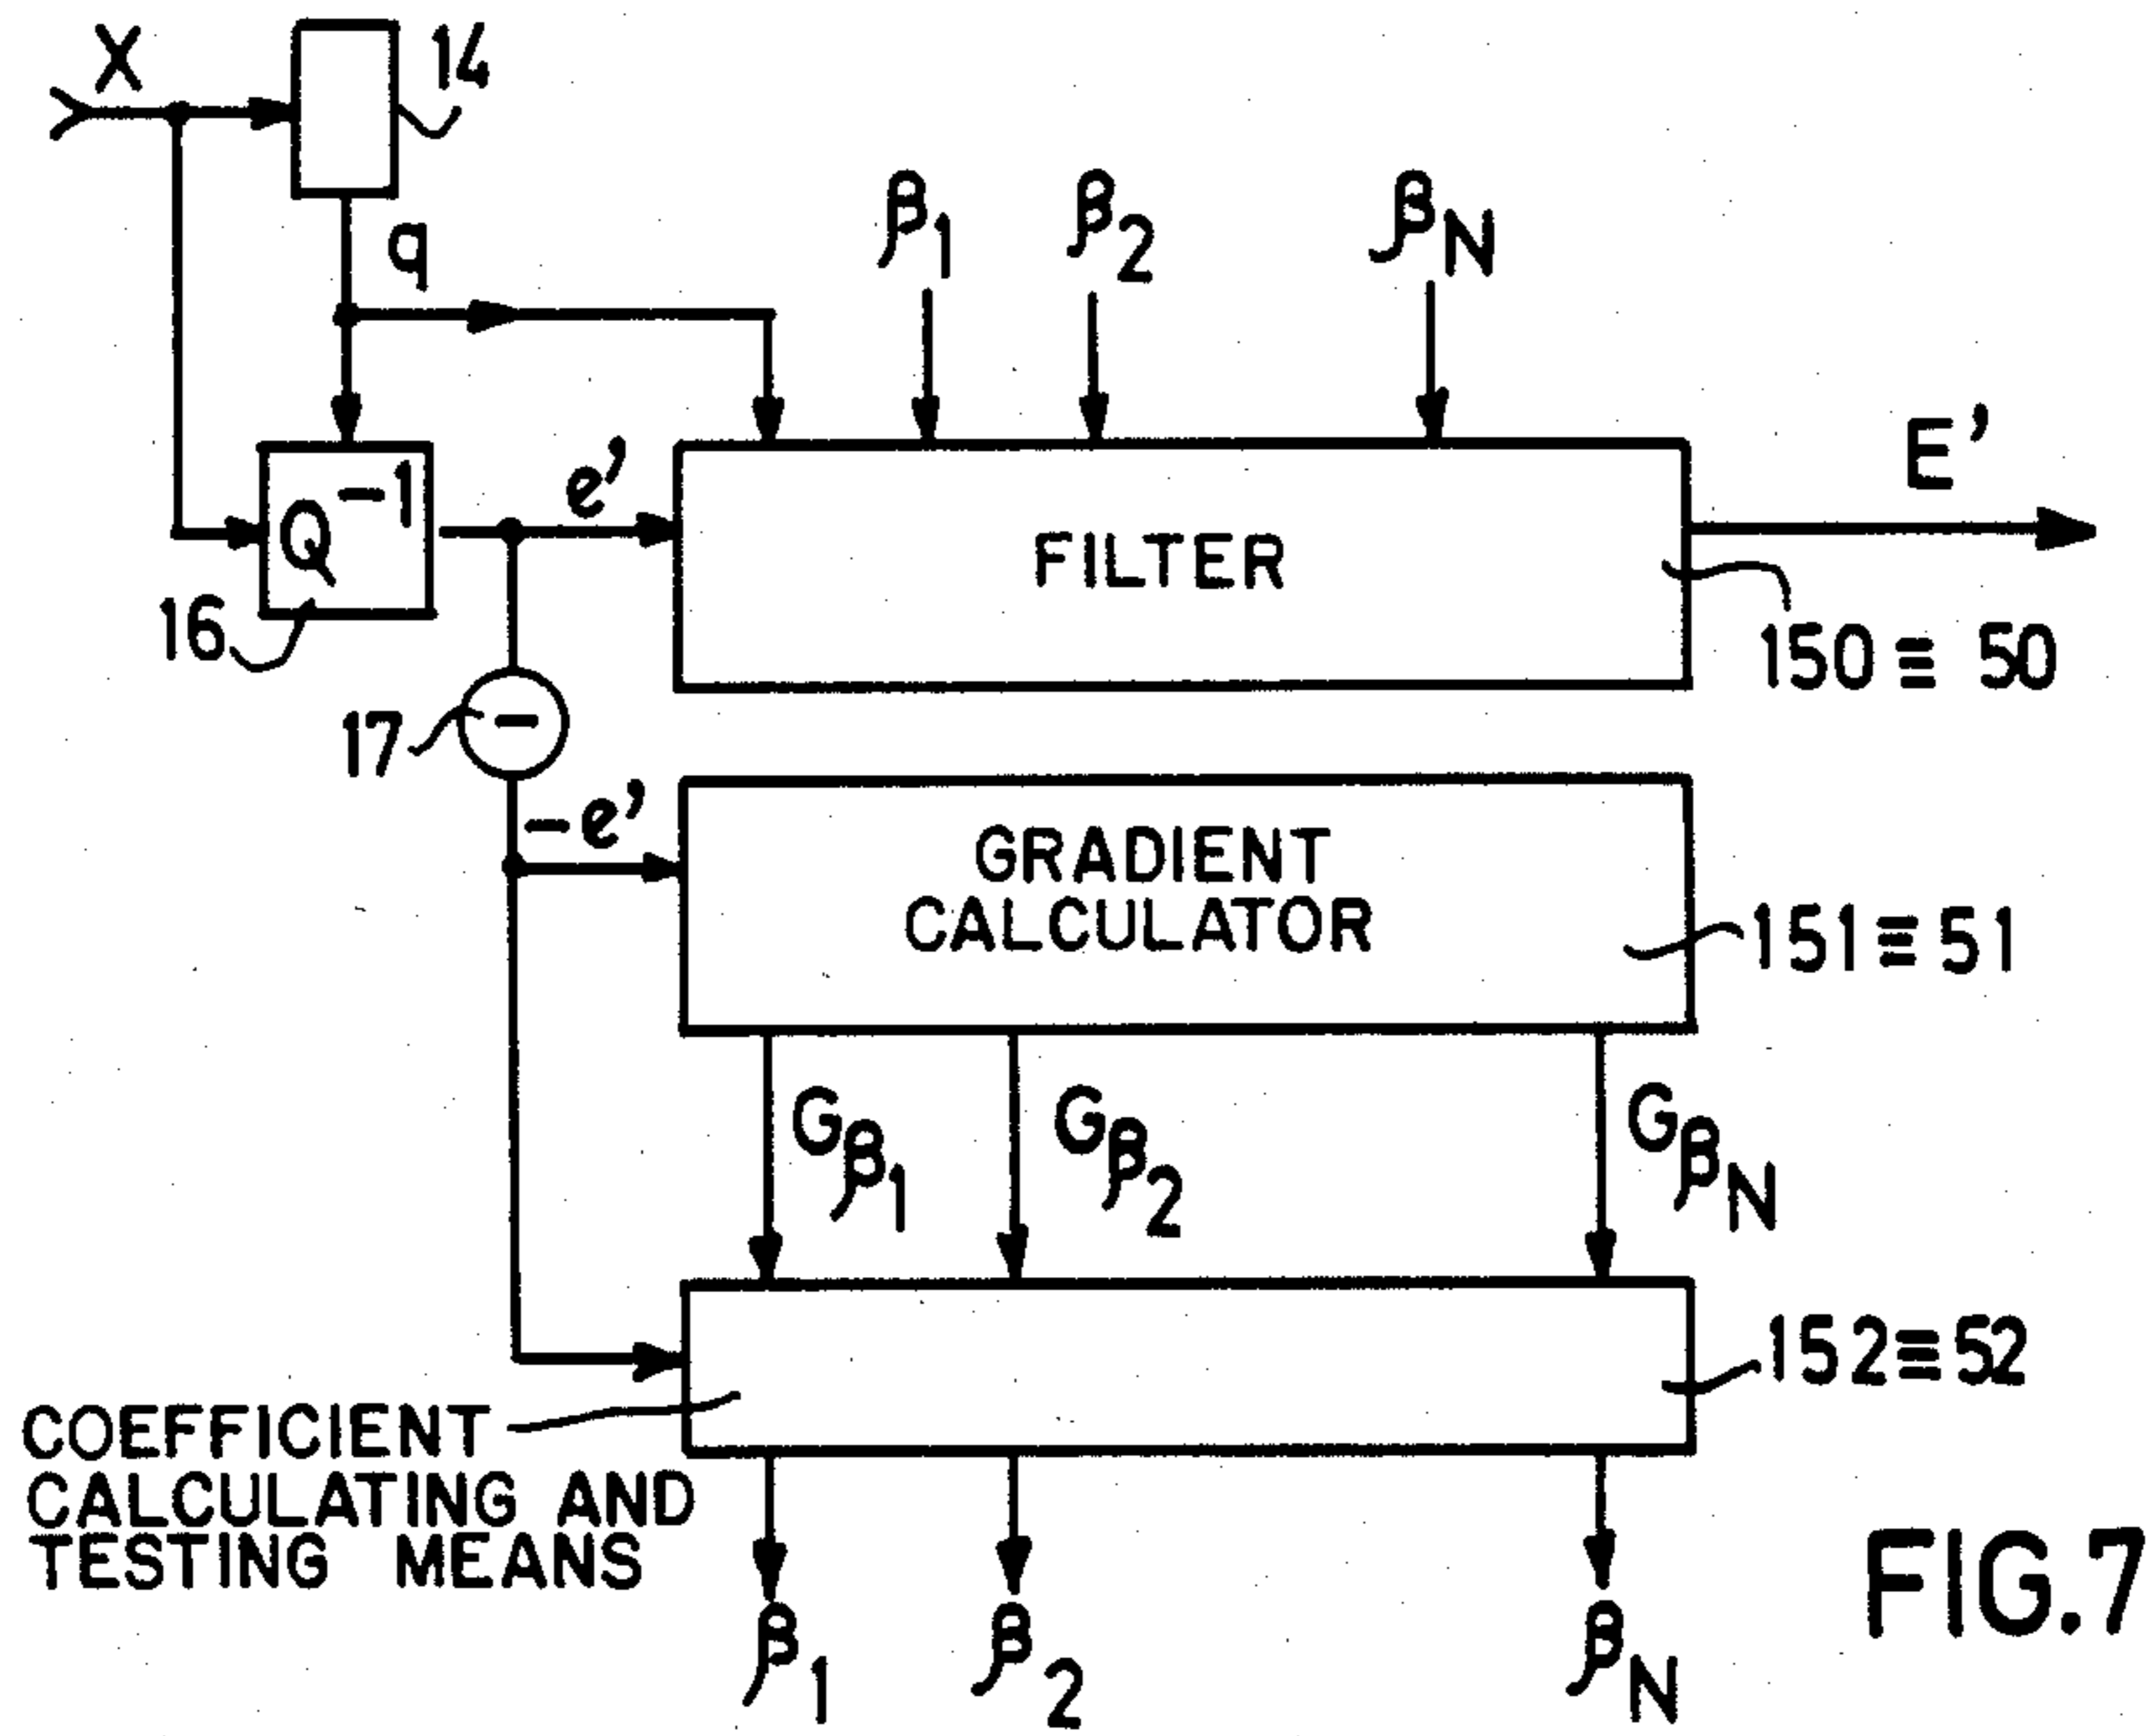 X
14
q
β1
β2
βN
Q⁻¹
e'
FILTER
E'
16
150≡ 50
17
-e'
GRADIENT
CALCULATOR
151≡51
Gβ1
Gβ2
GβN
152≡52
COEFFICIENT
CALCULATING AND
TESTING MEANS
β1
β2
βN
FIG.7